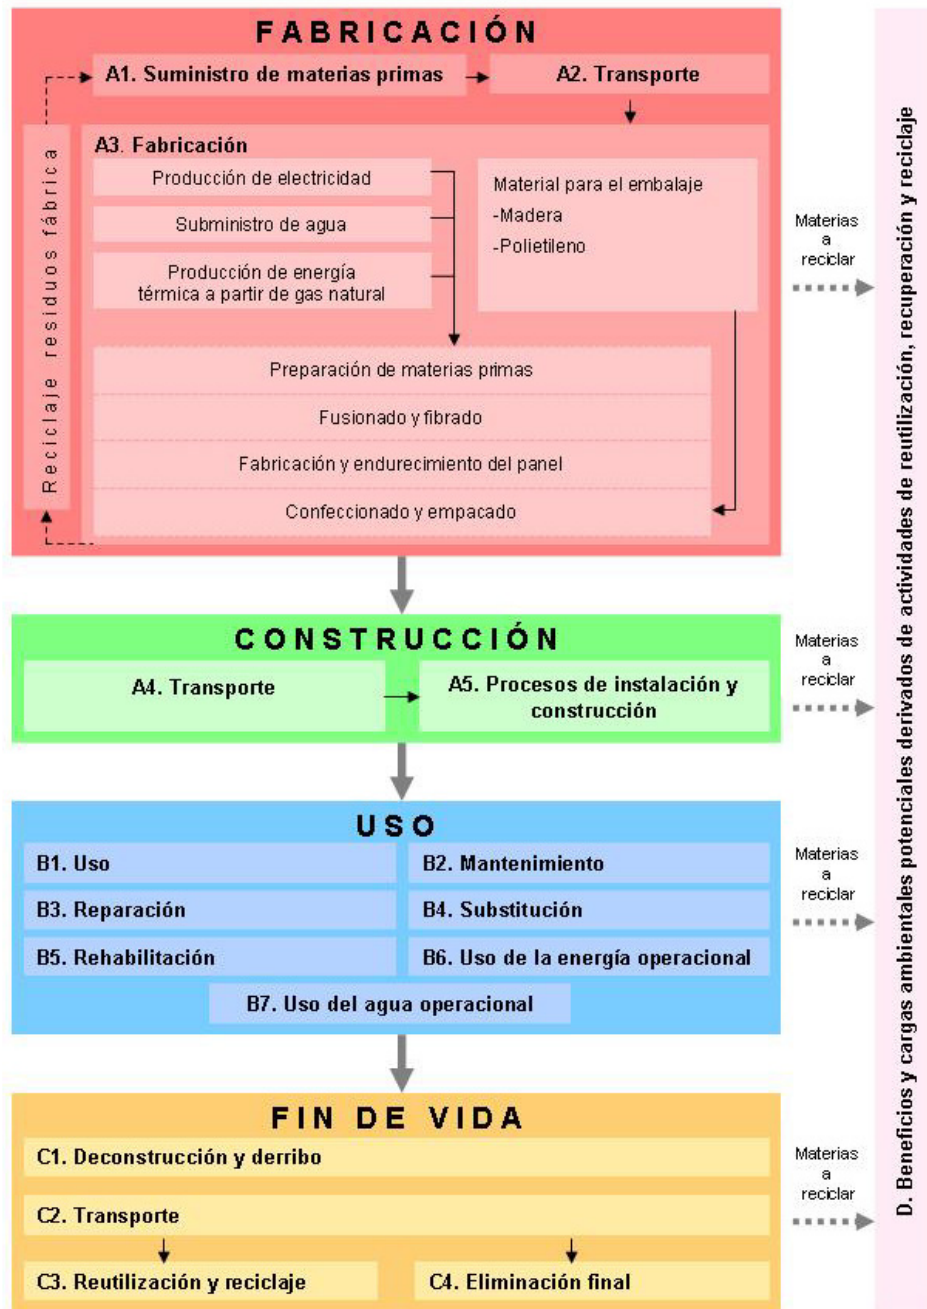 FABRICACIÓN
A1. Suministro de materias primas
A2. Transporte
Reciclaje residuos fábrica
A3. Fabricación
Producción de electricidad
Subministro de agua
Producción de energía
térmica a partir de gas natural
Material para el embalaje
-Madera
-Polietileno
Preparación de materias primas
Fusionado y fibrado
Fabricación y endurecimiento del panel
Confeccionado y empacado
Materias
a
reciclar
CONSTRUCCIÓN
A4. Transporte
A5. Procesos de instalación y
construcción
Materias
a
reciclar
USO
B1. Uso
B2. Mantenimiento
B3. Reparación
B4. Substitución
B5. Rehabilitación
B6. Uso de la energía operacional
B7. Uso del agua operacional
Materias
a
reciclar
FIN DE VIDA
C1. Deconstrucción y derribo
C2. Transporte
C3. Reutilización y reciclaje
C4. Eliminación final
Materias
a
reciclar
D. Beneficios y cargas ambientales potenciales derivados de actividades de reutilización, recuperación y reciclaje